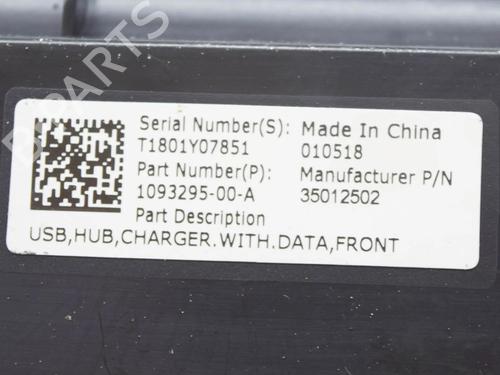 B-PARTS
Serial Number(S): Made In China
T1801Y07851 010518
Part Number(P): Manufacturer P/N
1093295-00-A 35012502
Part Description
USB,HUB,CHARGER.WITH.DATA,FRONT